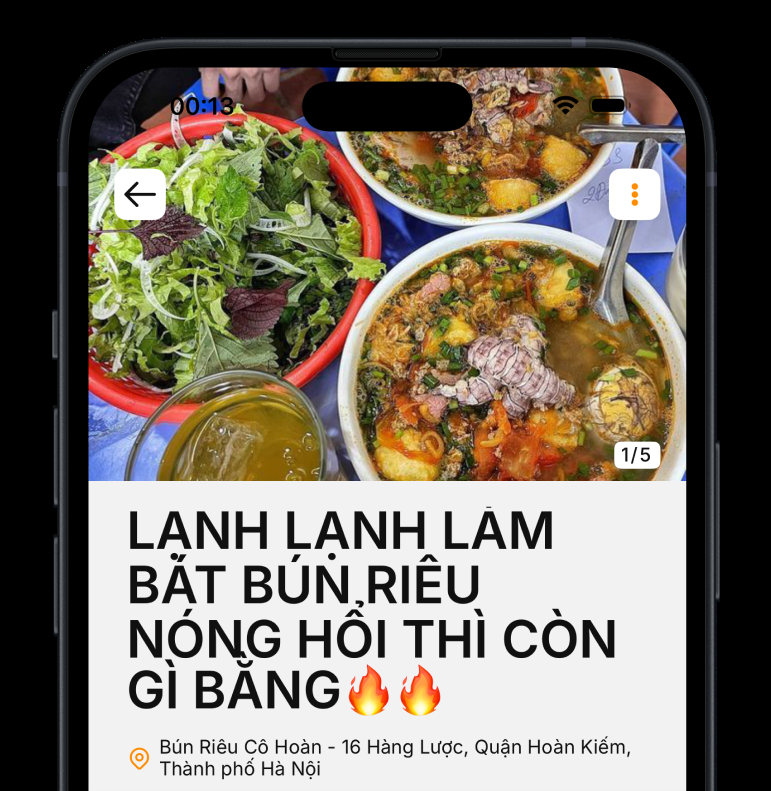 00:13
1/5
LẠNH LẠNH LÀM
BÁT BÚN RIÊU
NÓNG HỔI THÌ CÒN
GÌ BẰNG🔥🔥
Bún Riêu Cô Hoàn - 16 Hàng Lược, Quận Hoàn Kiếm,
Thành phố Hà Nội